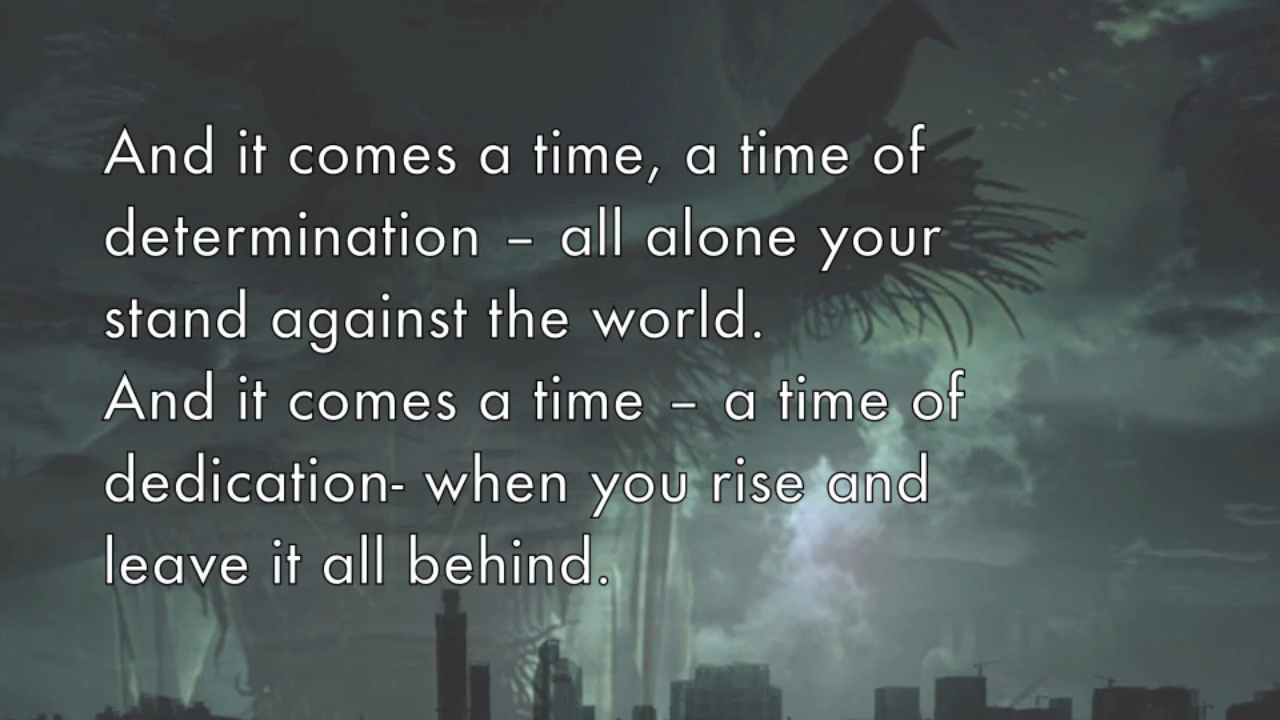 And it comes a time, a time of
determination – all alone your
stand against the world.
And it comes a time – a time of
dedication- when you rise and
leave it all behind.